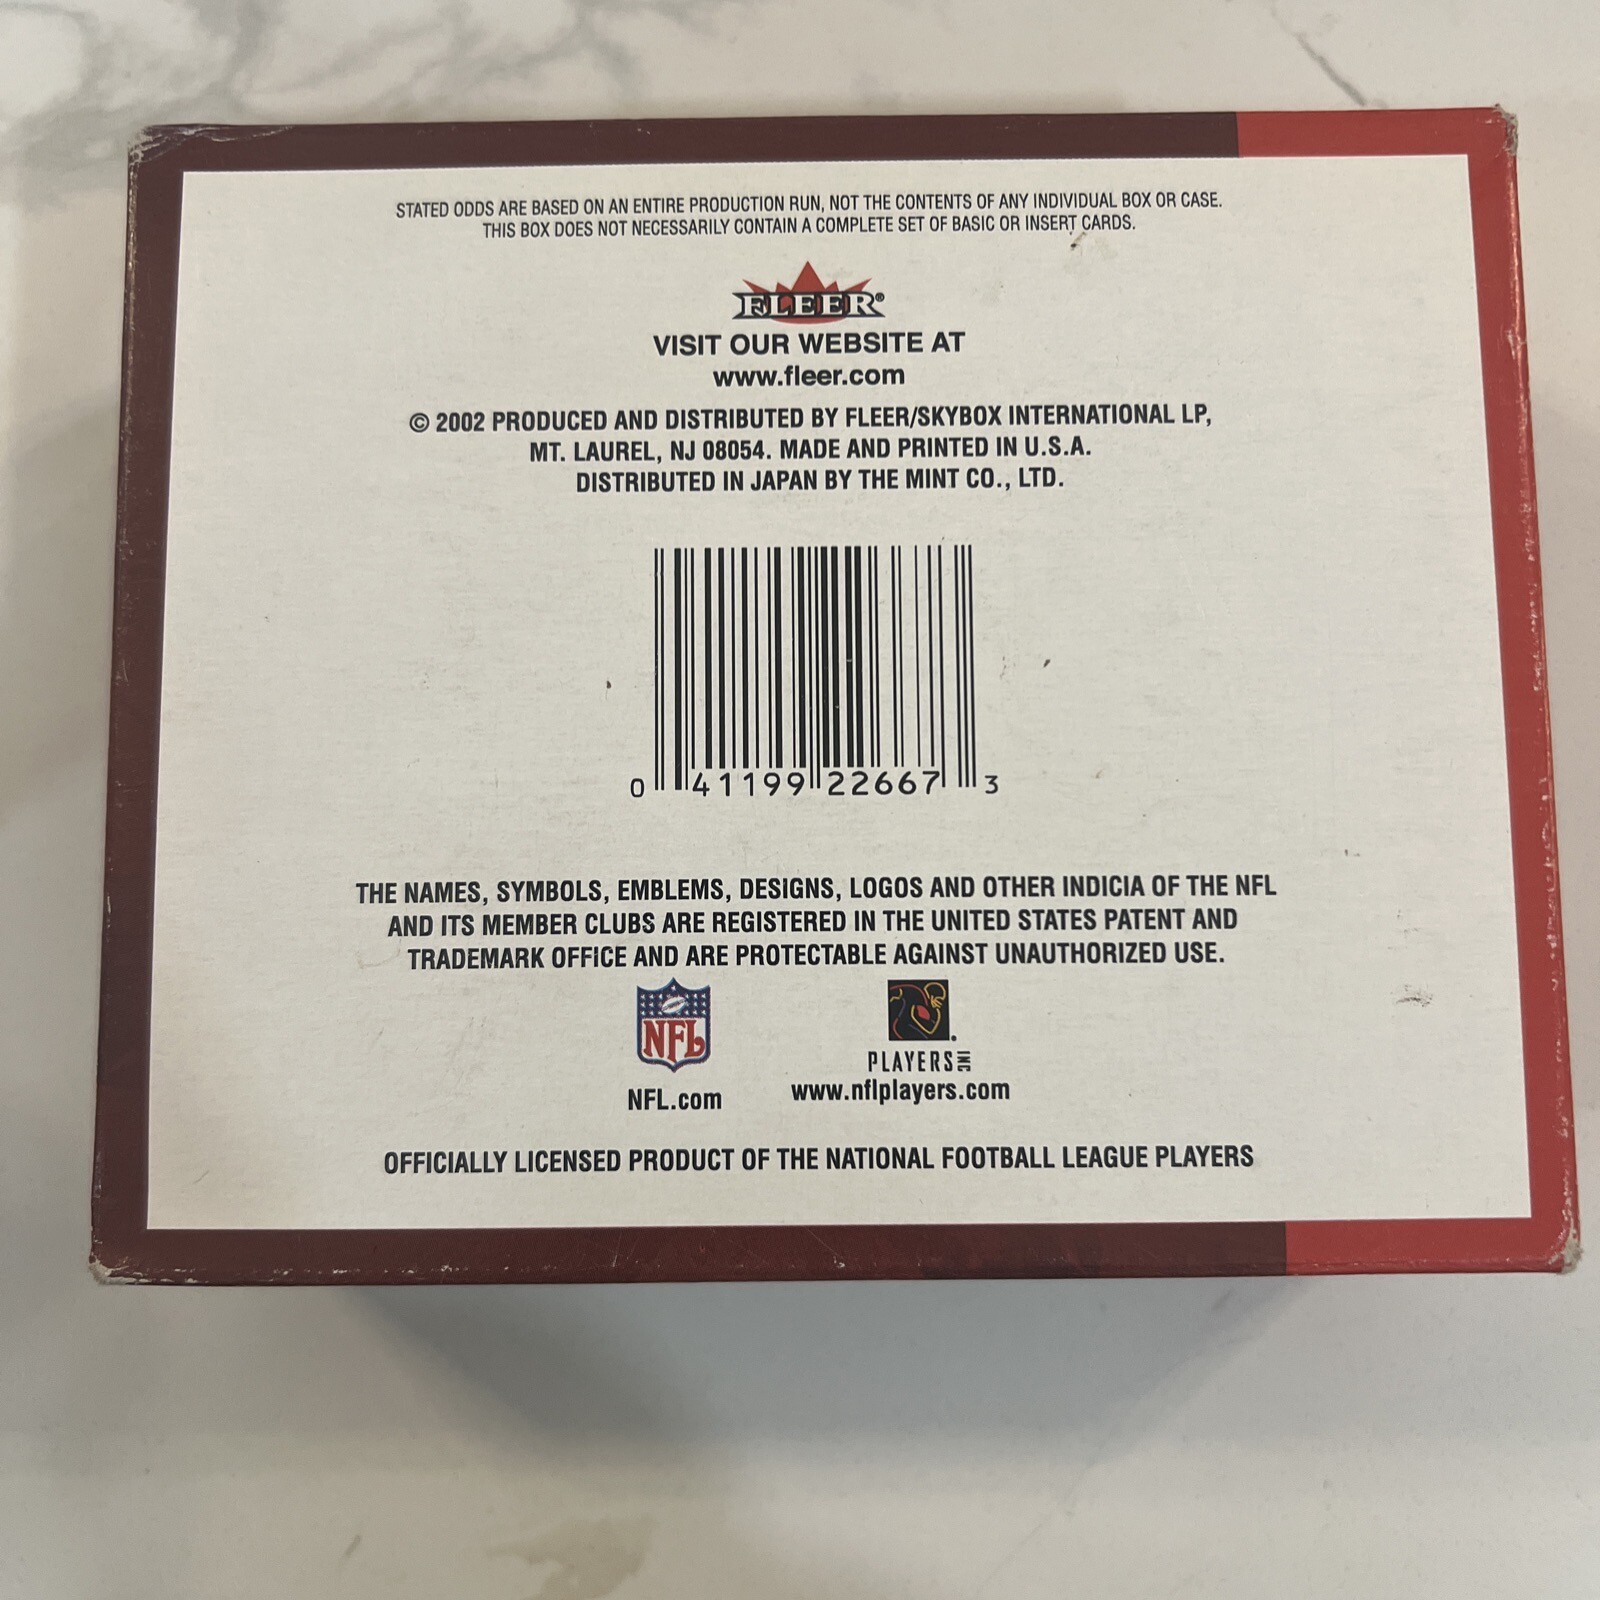 STATED ODDS ARE BASED ON AN ENTIRE PRODUCTION RUN, NOT THE CONTENTS OF ANY INDIVIDUAL BOX OR CASE.
THIS BOX DOES NOT NECESSARILY CONTAIN A COMPLETE SET OF BASIC OR INSERT CARDS.
FLEER®
VISIT OUR WEBSITE AT
www.fleer.com
© 2002 PRODUCED AND DISTRIBUTED BY FLEER/SKYBOX INTERNATIONAL LP,
MT. LAUREL, NJ 08054. MADE AND PRINTED IN U.S.A.
DISTRIBUTED IN JAPAN BY THE MINT CO., LTD.
0 41199 22667 3
THE NAMES, SYMBOLS, EMBLEMS, DESIGNS, LOGOS AND OTHER INDICIA OF THE NFL
AND ITS MEMBER CLUBS ARE REGISTERED IN THE UNITED STATES PATENT AND
TRADEMARK OFFICE AND ARE PROTECTABLE AGAINST UNAUTHORIZED USE.
NFL
PLAYERS INC
NFL.com
www.nflplayers.com
OFFICIALLY LICENSED PRODUCT OF THE NATIONAL FOOTBALL LEAGUE PLAYERS